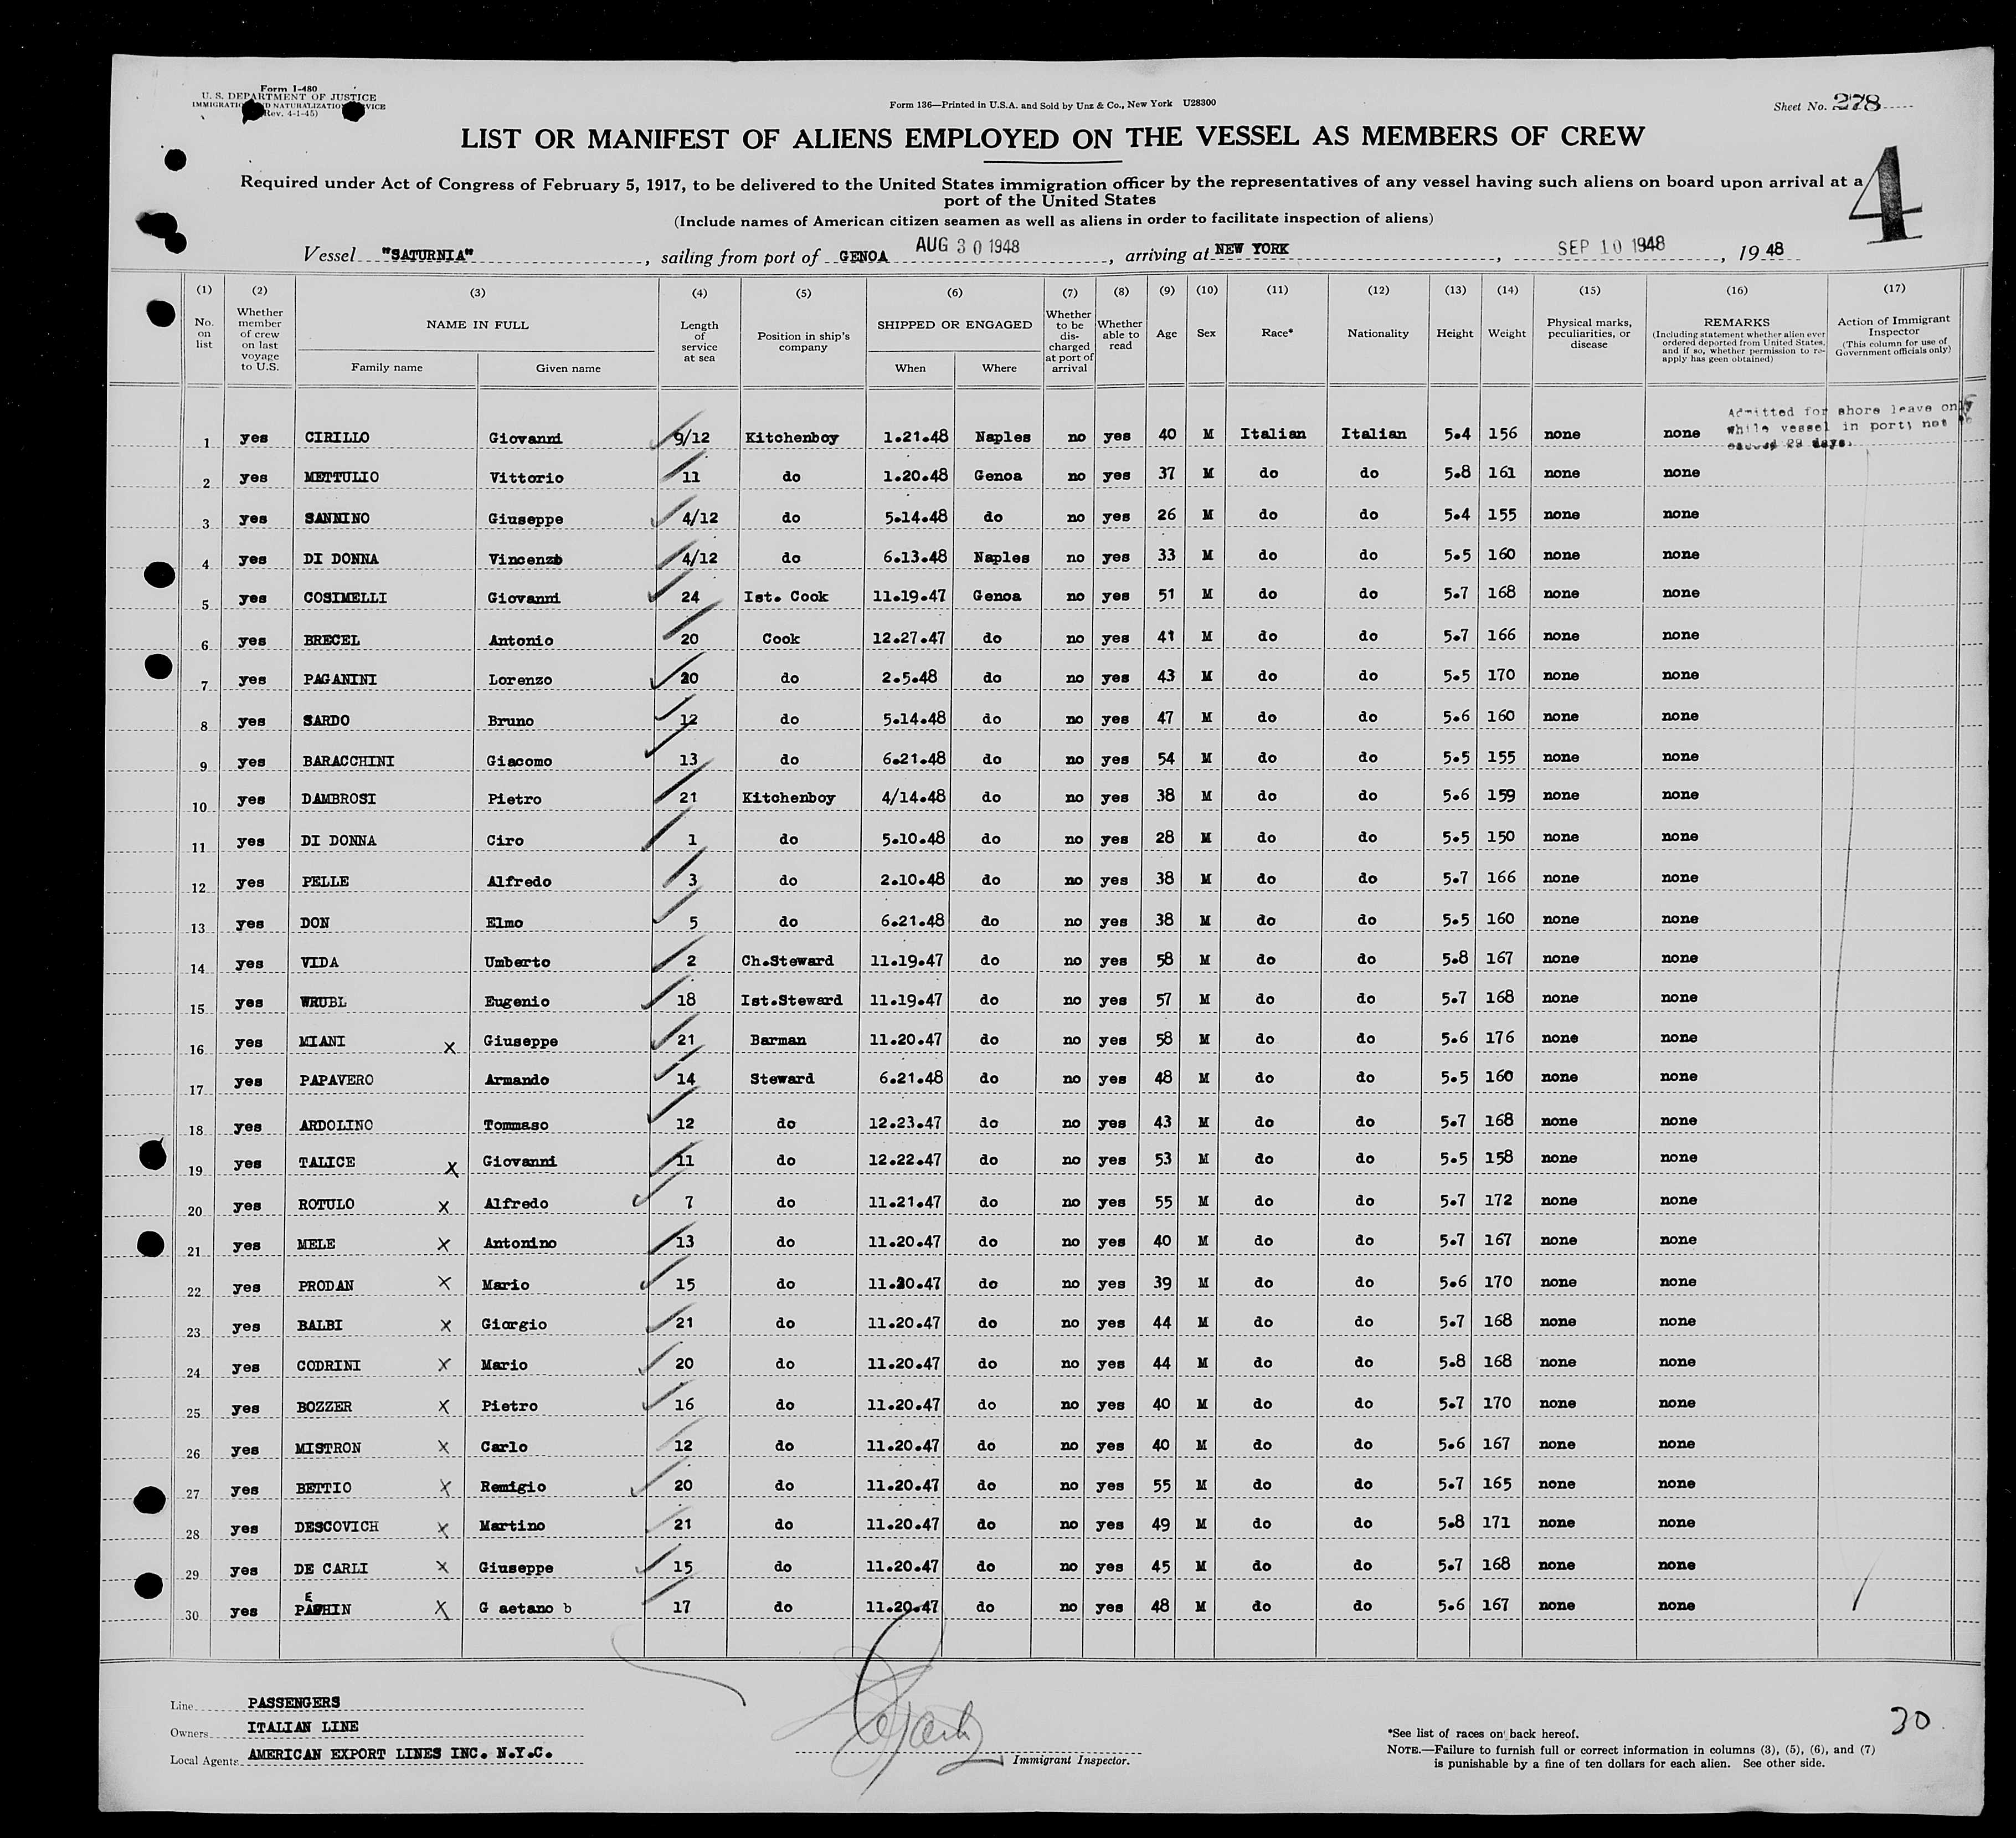 Form I-480
U. S. DEPARTMENT OF JUSTICE
IMMIGRATION AND NATURALIZATION SERVICE
(Rev. 4-1-45)
Form 136—Printed in U.S.A. and Sold by Unz & Co., New York U28300
Sheet No. 278
LIST OR MANIFEST OF ALIENS EMPLOYED ON THE VESSEL AS MEMBERS OF CREW
4
Required under Act of Congress of February 5, 1917, to be delivered to the United States immigration officer by the representatives of any vessel having such aliens on board upon arrival at a
port of the United States
(Include names of American citizen seamen as well as aliens in order to facilitate inspection of aliens)
Vessel "SATURNIA", sailing from port of GENOA AUG 30 1948, arriving at NEW YORK, SEP 10 1948, 19 48
(1) No. on list (2) Whether member of crew on last voyage to U.S. (3) NAME IN FULL Family name Given name (4) Length of service at sea (5) Position in ship's company (6) SHIPPED OR ENGAGED When Where (7) Whether to be discharged at port of arrival (8) Whether able to read (9) Age (10) Sex (11) Race* (12) Nationality (13) Height (14) Weight (15) Physical marks, peculiarities, or disease (16) REMARKS (Including statement whether alien ever ordered deported from United States, and if so, whether permission to re-apply has geen obtained) (17) Action of Immigrant Inspector (This column for use of Government officials only)
Admitted for shore leave only
while vessel in port; not to
exceed 29 days.
1 yes CIRILLO Giovanni 9/12 Kitchenboy 1.21.48 Naples no yes 40 M Italian Italian 5.4 156 none none
2 yes METTULIO Vittorio 11 do 1.20.48 Genoa no yes 37 M do do 5.8 161 none none
3 yes SANNINO Giuseppe 4/12 do 5.14.48 do no yes 26 M do do 5.4 155 none none
4 yes DI DONNA Vincenzo 4/12 do 6.13.48 Naples no yes 33 M do do 5.5 160 none none
5 yes COSIMELLI Giovanni 24 Ist. Cook 11.19.47 Genoa no yes 51 M do do 5.7 168 none none
6 yes BRECEL Antonio 20 Cook 12.27.47 do no yes 41 M do do 5.7 166 none none
7 yes PAGANINI Lorenzo 20 do 2.5.48 do no yes 43 M do do 5.5 170 none none
8 yes SARDO Bruno 12 do 5.14.48 do no yes 47 M do do 5.6 160 none none
9 yes BARACCHINI Giacomo 13 do 6.21.48 do no yes 54 M do do 5.5 155 none none
10 yes DAMBROSI Pietro 21 Kitchenboy 4/14.48 do no yes 38 M do do 5.6 159 none none
11 yes DI DONNA Ciro 1 do 5.10.48 do no yes 28 M do do 5.5 150 none none
12 yes PELLE Alfredo 3 do 2.10.48 do no yes 38 M do do 5.7 166 none none
13 yes DON Elmo 5 do 6.21.48 do no yes 38 M do do 5.5 160 none none
14 yes VIDA Umberto 2 Ch.Steward 11.19.47 do no yes 58 M do do 5.8 167 none none
15 yes WRUBL Eugenio 18 Ist.Steward 11.19.47 do no yes 57 M do do 5.7 168 none none
16 yes MIANI X Giuseppe 21 Barman 11.20.47 do no yes 58 M do do 5.6 176 none none
17 yes PAPAVERO Armando 14 Steward 6.21.48 do no yes 48 M do do 5.5 160 none none
18 yes ARDOLINO Tommaso 12 do 12.23.47 do no yes 43 M do do 5.7 168 none none
19 yes TALICE X Giovanni 11 do 12.22.47 do no yes 53 M do do 5.5 158 none none
20 yes ROTULO X Alfredo 7 do 11.21.47 do no yes 55 M do do 5.7 172 none none
21 yes MELE X Antonino 13 do 11.20.47 do no yes 40 M do do 5.7 167 none none
22 yes PRODAN X Mario 15 do 11.20.47 do no yes 39 M do do 5.6 170 none none
23 yes BALBI X Giorgio 21 do 11.20.47 do no yes 44 M do do 5.7 168 none none
24 yes CODRINI X Mario 20 do 11.20.47 do no yes 44 M do do 5.8 168 none none
25 yes BOZZER X Pietro 16 do 11.20.47 do no yes 40 M do do 5.7 170 none none
26 yes MISTRON X Carlo 12 do 11.20.47 do no yes 40 M do do 5.6 167 none none
27 yes BETTIO X Remigio 20 do 11.20.47 do no yes 55 M do do 5.7 165 none none
28 yes DESCOVICH X Martino 21 do 11.20.47 do no yes 49 M do do 5.8 171 none none
29 yes DE CARLI X Giuseppe 15 do 11.20.47 do no yes 45 M do do 5.7 168 none none
30 yes X G aetano b 17 do 11.20.47 do no yes 48 M do do 5.6 167 none none
Line PASSENGERS
Owners ITALIAN LINE
Local Agents AMERICAN EXPORT LINES INC. N.Y.C.
Immigrant Inspector.
*See list of races on back hereof.
NOTE.—Failure to furnish full or correct information in columns (3), (5), (6), and (7)
is punishable by a fine of ten dollars for each alien. See other side.
30